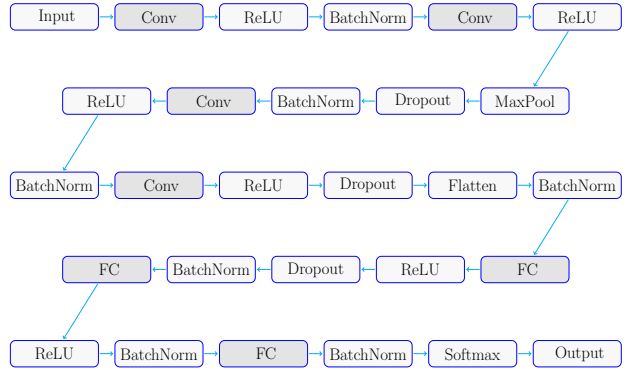 Input Conv ReLU BatchNorm Conv ReLU
ReLU Conv BatchNorm Dropout MaxPool
BatchNorm Conv ReLU Dropout Flatten BatchNorm
FC BatchNorm Dropout ReLU FC
ReLU BatchNorm FC BatchNorm Softmax Output